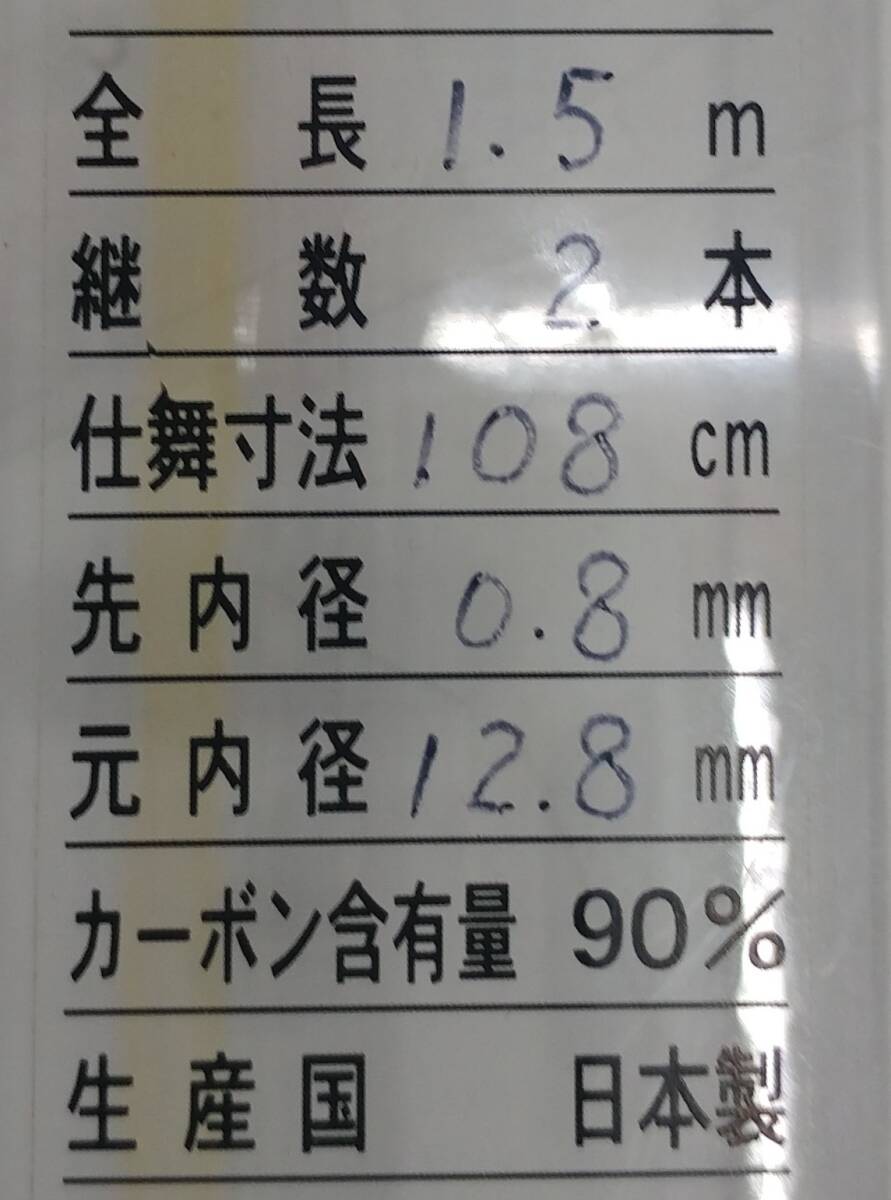 全長 1.5 m
継数 2 本
仕舞寸法 108 cm
先内径 0.8 mm
元内径 12.8 mm
カーボン含有量 90%
生産国 日本製